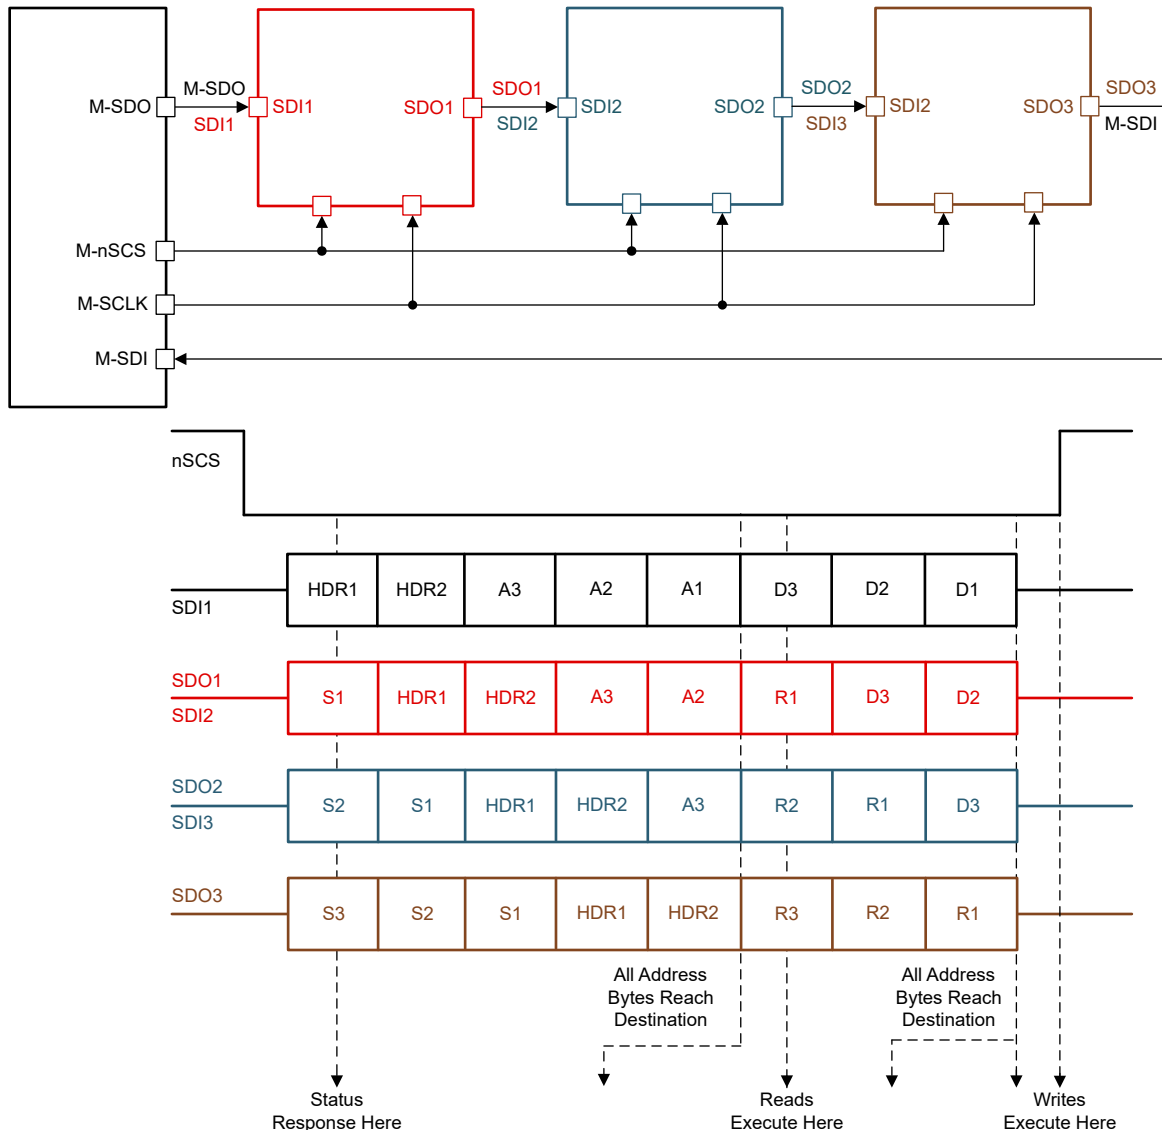 M-SDO
M-SDO
SDI1
SDI1
SDO1
SDO1
SDI2
SDI2
SDO2
SDO2
SDI3
SDI2
SDO3
SDO3
M-SDI
M-nSCS
M-SCLK
M-SDI
nSCS
HDR1 HDR2 A3 A2 A1 D3 D2 D1
SDI1
SDO1
S1 HDR1 HDR2 A3 A2 R1 D3 D2
SDI2
SDO2
S2 S1 HDR1 HDR2 A3 R2 R1 D3
SDI3
SDO3
S3 S2 S1 HDR1 HDR2 R3 R2 R1
All Address
Bytes Reach
Destination
All Address
Bytes Reach
Destination
Status
Response Here
Reads
Execute Here
Writes
Execute Here